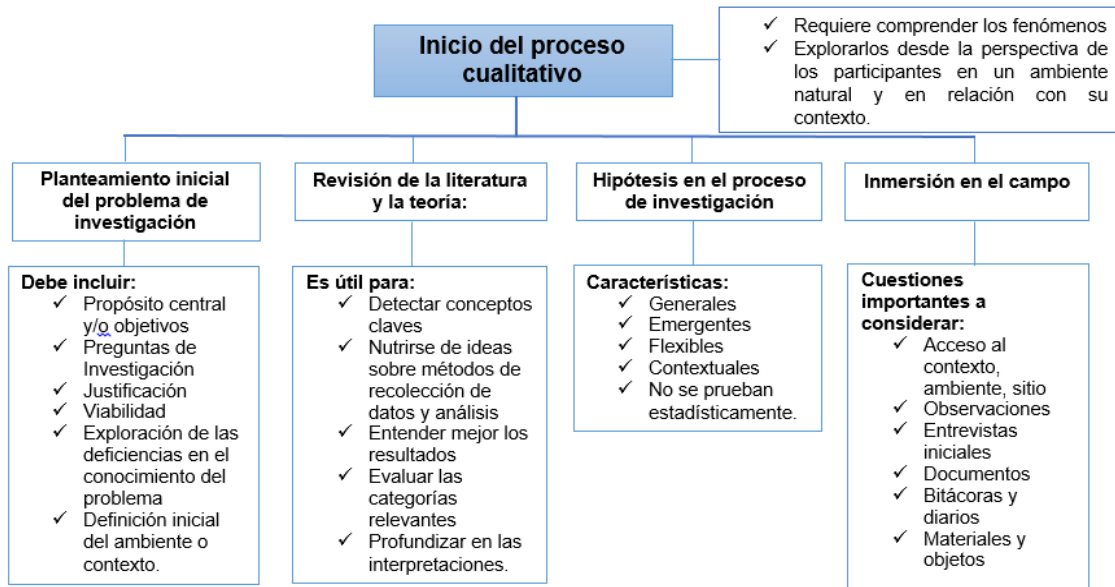 Inicio del proceso
cualitativo
✓ Requiere comprender los fenómenos
✓ Explorarlos desde la perspectiva de
los participantes en un ambiente
natural y en relación con su
contexto.
Planteamiento inicial
del problema de
investigación
Debe incluir:
✓ Propósito central
y/o objetivos
✓ Preguntas de
Investigación
✓ Justificación
✓ Viabilidad
✓ Exploración de las
deficiencias en el
conocimiento del
problema
✓ Definición inicial
del ambiente o
contexto.
Revisión de la literatura
y la teoría:
Es útil para:
✓ Detectar conceptos
claves
✓ Nutrirse de ideas
sobre métodos de
recolección de
datos y análisis
✓ Entender mejor los
resultados
✓ Evaluar las
categorías
relevantes
✓ Profundizar en las
interpretaciones.
Hipótesis en el proceso
de investigación
Características:
✓ Generales
✓ Emergentes
✓ Flexibles
✓ Contextuales
✓ No se prueban
estadísticamente.
Inmersión en el campo
Cuestiones
importantes a
considerar:
✓ Acceso al
contexto,
ambiente, sitio
✓ Observaciones
✓ Entrevistas
iniciales
✓ Documentos
✓ Bitácoras y
diarios
✓ Materiales y
objetos